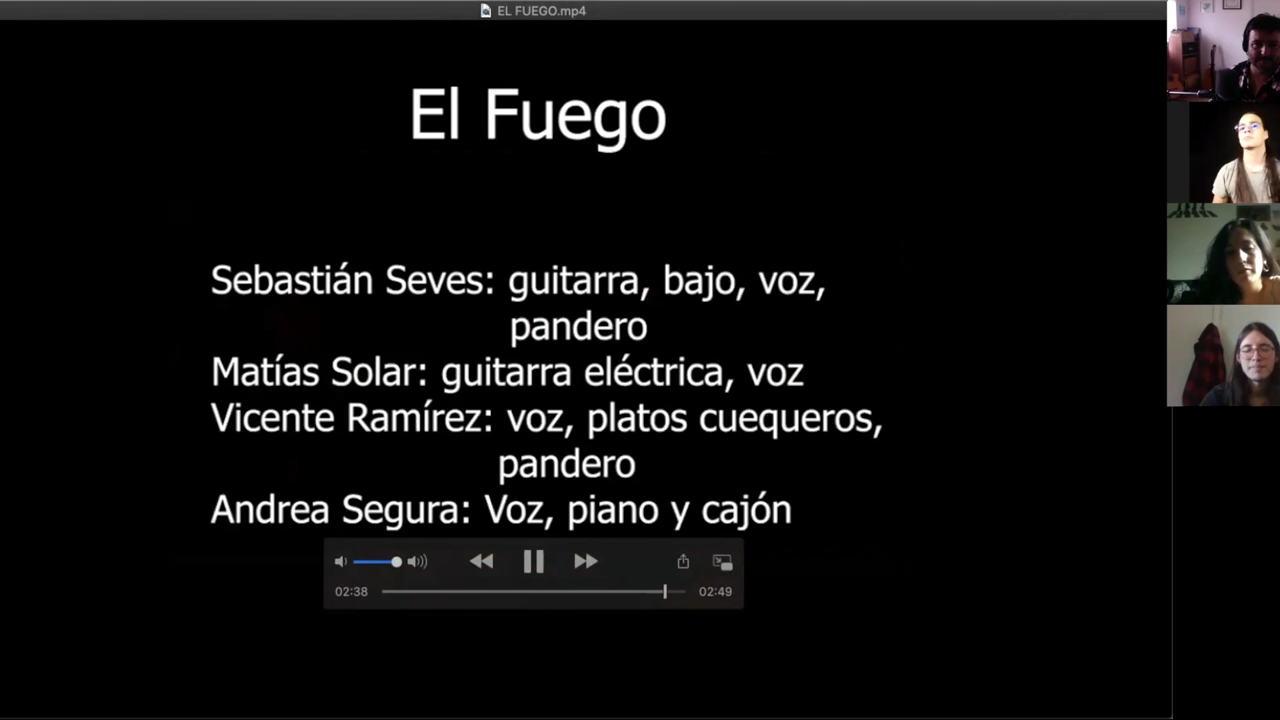 EL FUEGO.mp4
El Fuego
Sebastián Seves: guitarra, bajo, voz,
pandero
Matías Solar: guitarra eléctrica, voz
Vicente Ramírez: voz, platos cuequeros,
pandero
Andrea Segura: Voz, piano y cajón
02:38
02:49